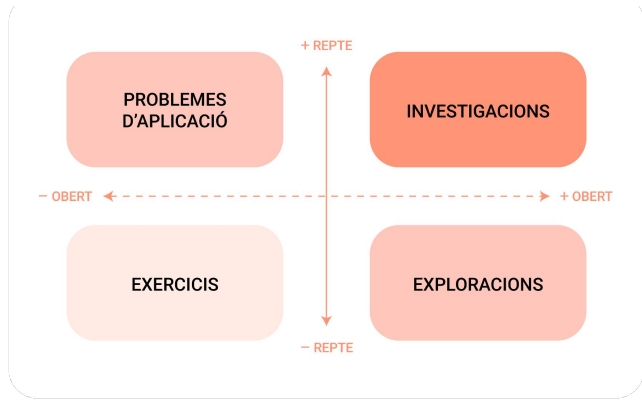 + REPTE
PROBLEMES
D'APLICACIÓ
INVESTIGACIONS
− OBERT
+ OBERT
EXERCICIS
EXPLORACIONS
− REPTE